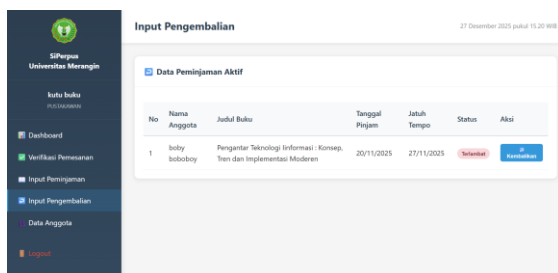 SiPerpus
Universitas Merangin
kutu buku
PUSTAKAWAN
Dashboard
Verifikasi Pemesanan
Input Peminjaman
Input Pengembalian
Data Anggota
Logout
Input Pengembalian
27 Desember 2025 pukul 15.20 WIB
Data Peminjaman Aktif
No Nama Anggota Judul Buku Tanggal Pinjam Jatuh Tempo Status Aksi
1 boby boboboy Pengantar Teknologi Iinformasi : Konsep, Tren dan Implementasi Moderen 20/11/2025 27/11/2025 Terlambat Kembalikan